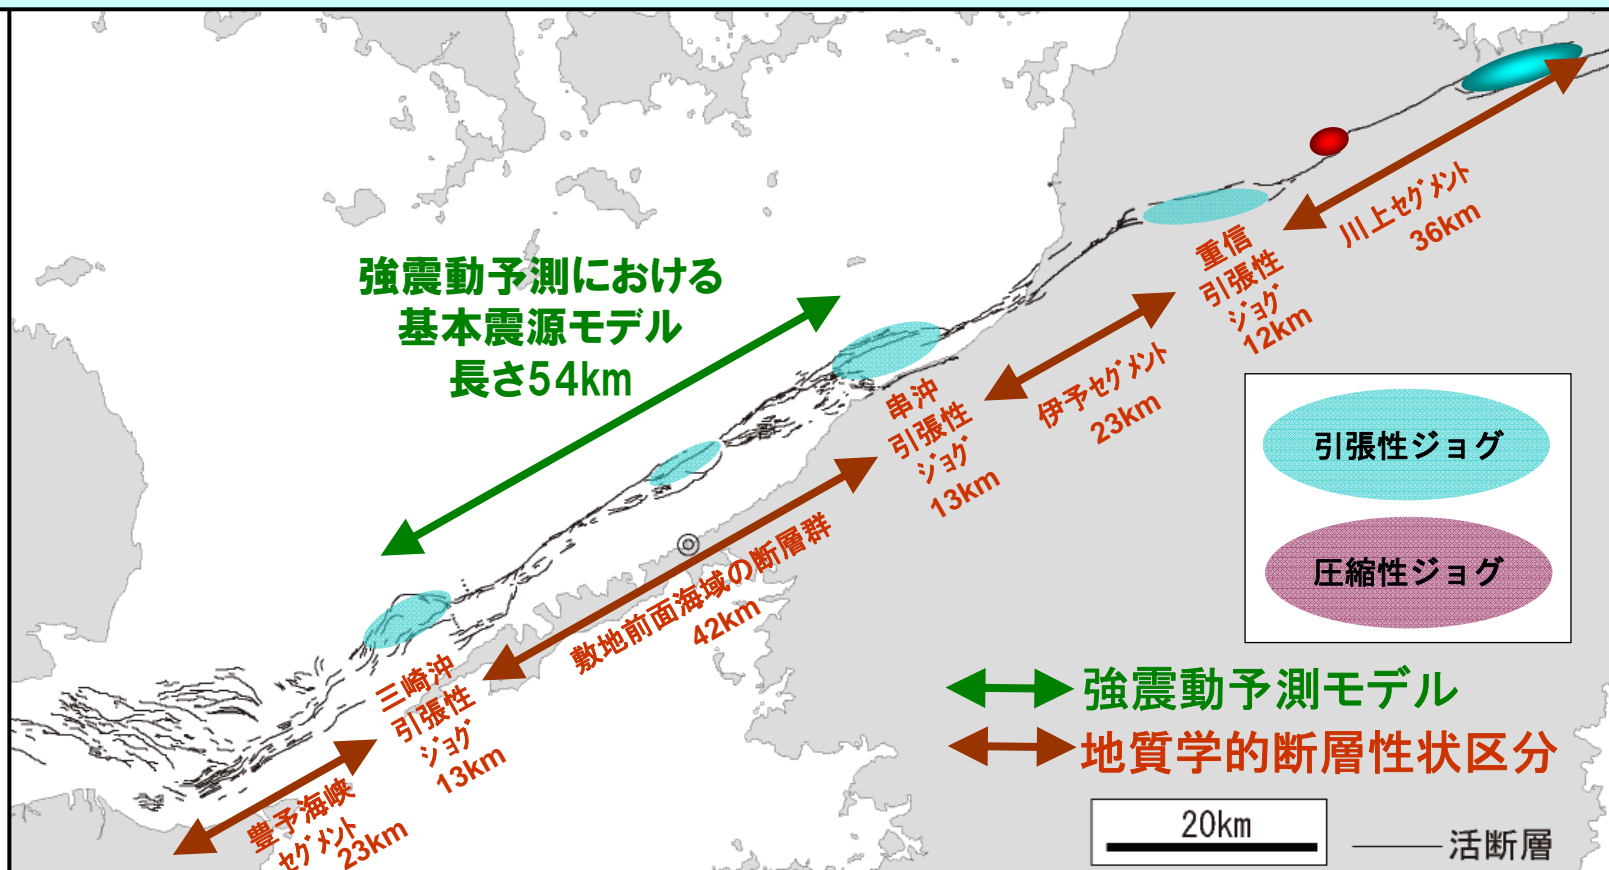 強震動予測における
基本震源モデル
長さ54km
川上セグメント
36km
重信
引張性
ジョグ
12km
伊予セグメント
23km
串沖
引張性
ジョグ
13km
敷地前面海域の断層群
42km
三崎沖
引張性
ジョグ
13km
豊予海峡
セグメント
23km
引張性ジョグ
圧縮性ジョグ
強震動予測モデル
地質学的断層性状区分
20km
活断層